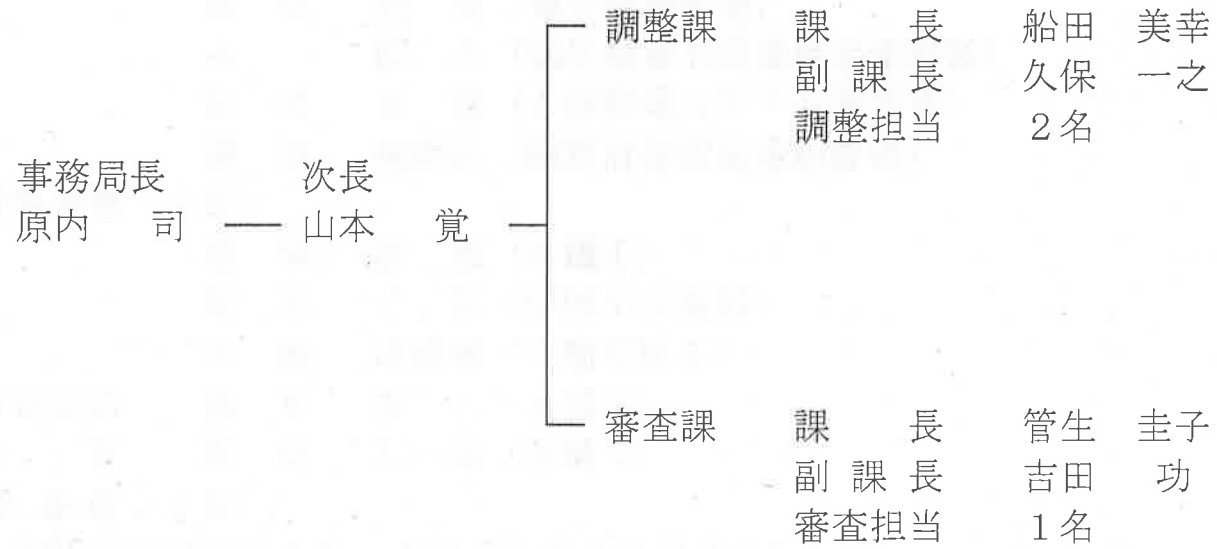 調整課　課　　長　船田　美幸
副 課 長　久保　一之
調整担当　２名
事務局長　次長
原内　司　山本　覚
審査課　課　　長　管生　圭子
副 課 長　吉田　功
審査担当　１名